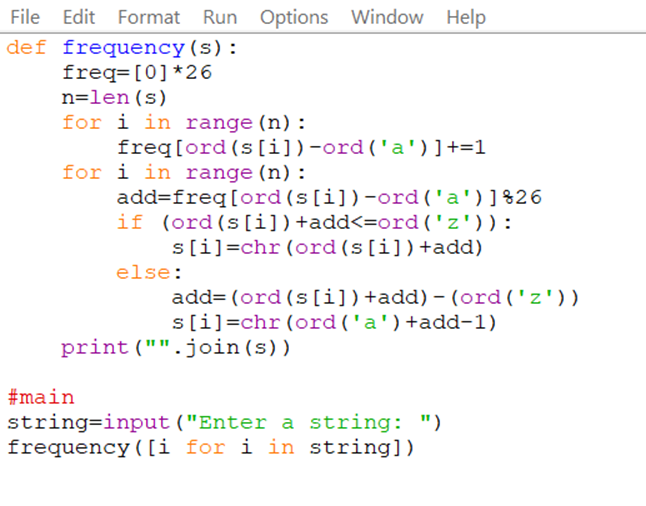 File Edit Format Run Options Window Help
def frequency(s):
    freq=[0]*26
    n=len(s)
    for i in range(n):
        freq[ord(s[i])-ord('a')]+=1
    for i in range(n):
        add=freq[ord(s[i])-ord('a')]%26
        if (ord(s[i])+add<=ord('z')):
            s[i]=chr(ord(s[i])+add)
        else:
            add=(ord(s[i])+add)-(ord('z'))
            s[i]=chr(ord('a')+add-1)
    print("".join(s))

#main
string=input("Enter a string: ")
frequency([i for i in string])